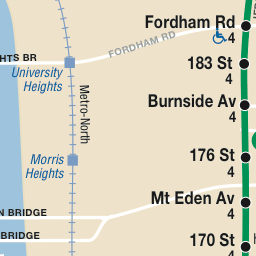 Fordham Rd
4
FORDHAM RD
HTS BR
183 St
4
University
Heights
Metro-North
Burnside Av
4
176 St
4
Morris
Heights
Mt Eden Av
4
N BRIDGE
BRIDGE
170 St
4